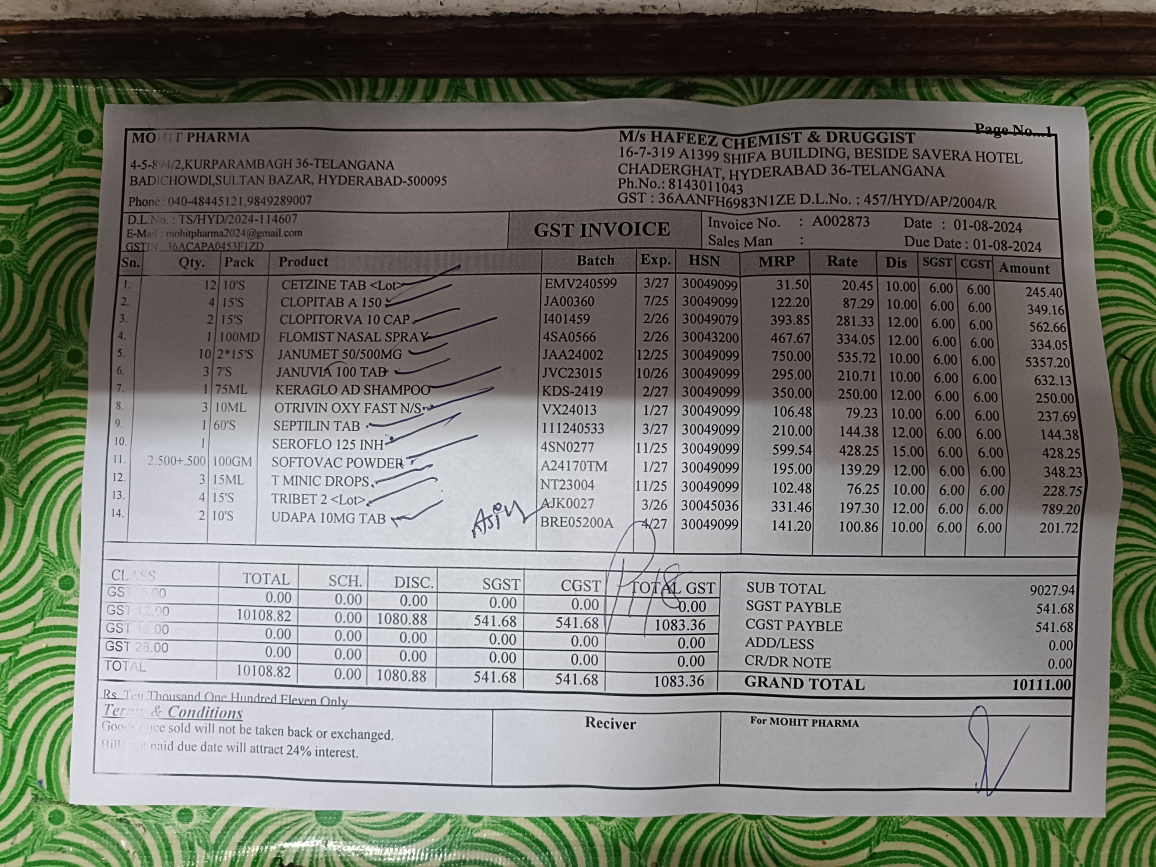 Page No...1
MOHIT PHARMA
4-5-894/2,KURPARAMBAGH 36-TELANGANA
BADICHOWDI,SULTAN BAZAR, HYDERABAD-500095
Phone : 040-48445121,9849289007
M/s HAFEEZ CHEMIST & DRUGGIST
16-7-319 A1399 SHIFA BUILDING, BESIDE SAVERA HOTEL
CHADERGHAT, HYDERABAD 36-TELANGANA
Ph.No.: 8143011043
GST : 36AANFH6983N1ZE D.L.No. : 457/HYD/AP/2004/R
D.L.No. : TS/HYD/2024-114607
E-Mail : mohitpharma2024@gmail.com
GSTIN : 36ACAPA0453F1ZD
GST INVOICE
Invoice No. : A002873 Date : 01-08-2024
Sales Man : Due Date : 01-08-2024
Sn. Qty. Pack Product Batch Exp. HSN MRP Rate Dis SGST CGST Amount
1. 12 10'S CETZINE TAB <Lot> EMV240599 3/27 30049099 31.50 20.45 10.00 6.00 6.00 245.40
2. 4 15'S CLOPITAB A 150 JA00360 7/25 30049099 122.20 87.29 10.00 6.00 6.00 349.16
3. 2 15'S CLOPITORVA 10 CAP I401459 2/26 30049079 393.85 281.33 12.00 6.00 6.00 562.66
4. 1 100MD FLOMIST NASAL SPRAY 4SA0566 2/26 30043200 467.67 334.05 12.00 6.00 6.00 334.05
5. 10 2*15'S JANUMET 50/500MG JAA24002 12/25 30049099 750.00 535.72 10.00 6.00 6.00 5357.20
6. 3 7'S JANUVIA 100 TAB JVC23015 10/26 30049099 295.00 210.71 10.00 6.00 6.00 632.13
7. 1 75ML KERAGLO AD SHAMPOO KDS-2419 2/27 30049099 350.00 250.00 12.00 6.00 6.00 250.00
8. 3 10ML OTRIVIN OXY FAST N/S VX24013 1/27 30049099 106.48 79.23 10.00 6.00 6.00 237.69
9. 1 60'S SEPTILIN TAB 111240533 3/27 30049099 210.00 144.38 12.00 6.00 6.00 144.38
10. 1 SEROFLO 125 INH 4SN0277 11/25 30049099 599.54 428.25 15.00 6.00 6.00 428.25
11. 2.500+.500 100GM SOFTOVAC POWDER A24170TM 1/27 30049099 195.00 139.29 12.00 6.00 6.00 348.23
12. 3 15ML T MINIC DROPS NT23004 11/25 30049099 102.48 76.25 10.00 6.00 6.00 228.75
13. 4 15'S TRIBET 2 <Lot> AJK0027 3/26 30045036 331.46 197.30 12.00 6.00 6.00 789.20
14. 2 10'S UDAPA 10MG TAB BRE05200A 4/27 30049099 141.20 100.86 10.00 6.00 6.00 201.72
CLASS TOTAL SCH. DISC. SGST CGST TOTAL GST
GST 5.00 0.00 0.00 0.00 0.00 0.00 0.00
GST 12.00 10108.82 0.00 1080.88 541.68 541.68 1083.36
GST 18.00 0.00 0.00 0.00 0.00 0.00 0.00
GST 28.00 0.00 0.00 0.00 0.00 0.00 0.00
TOTAL 10108.82 0.00 1080.88 541.68 541.68 1083.36
SUB TOTAL 9027.94
SGST PAYBLE 541.68
CGST PAYBLE 541.68
ADD/LESS 0.00
CR/DR NOTE 0.00
GRAND TOTAL 10111.00
Rs. Ten Thousand One Hundred Eleven Only
Terms & Conditions
Goods once sold will not be taken back or exchanged.
Bills not paid due date will attract 24% interest.
Reciver
For MOHIT PHARMA